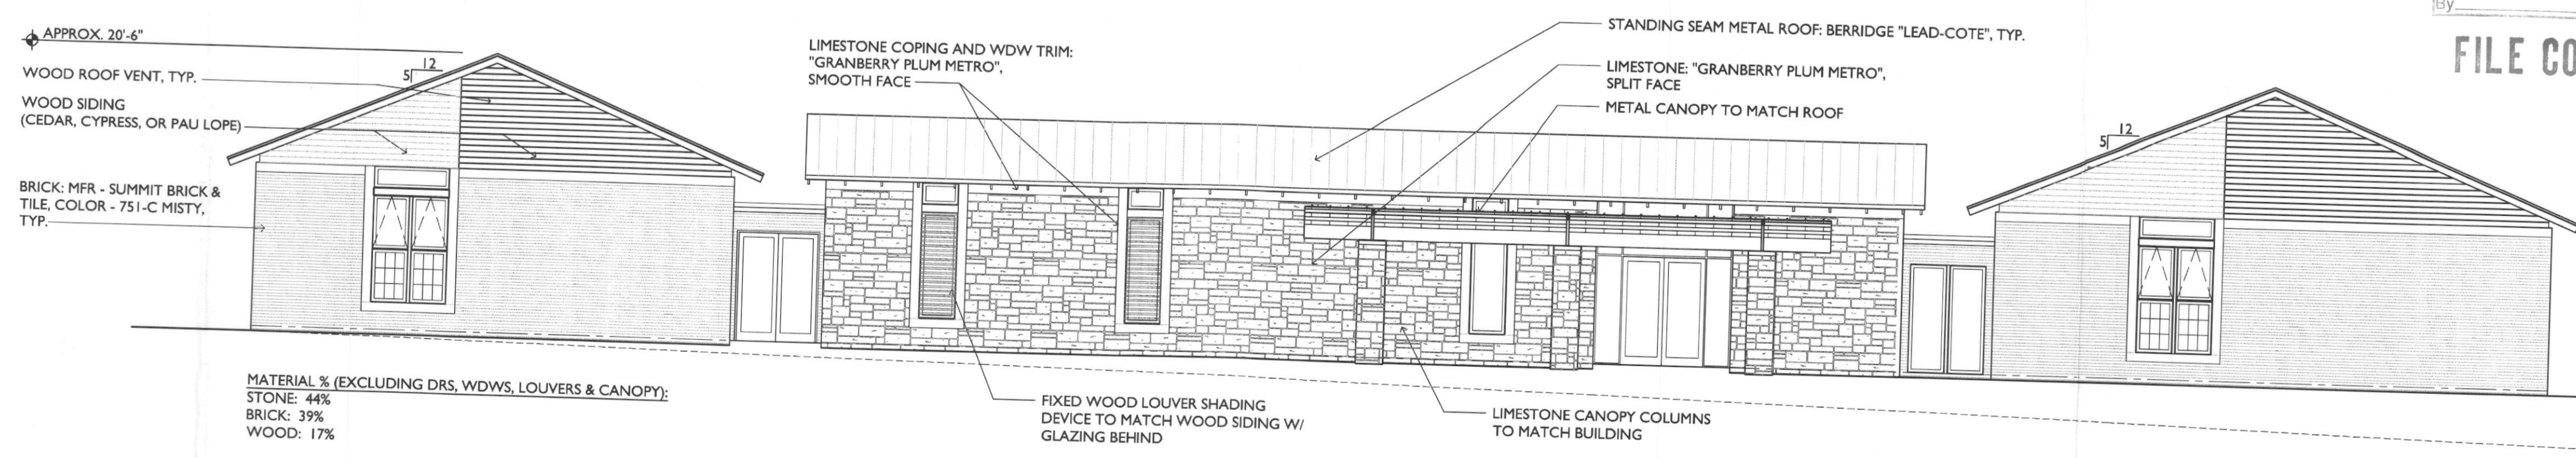 By
FILE CO
APPROX. 20'-6"
12
5
WOOD ROOF VENT, TYP.
WOOD SIDING
(CEDAR, CYPRESS, OR PAU LOPE)
BRICK: MFR - SUMMIT BRICK &
TILE, COLOR - 751-C MISTY,
TYP.
LIMESTONE COPING AND WDW TRIM:
"GRANBERRY PLUM METRO",
SMOOTH FACE
STANDING SEAM METAL ROOF: BERRIDGE "LEAD-COTE", TYP.
LIMESTONE: "GRANBERRY PLUM METRO",
SPLIT FACE
METAL CANOPY TO MATCH ROOF
12
5
MATERIAL % (EXCLUDING DRS, WDWS, LOUVERS & CANOPY):
STONE: 44%
BRICK: 39%
WOOD: 17%
FIXED WOOD LOUVER SHADING
DEVICE TO MATCH WOOD SIDING W/
GLAZING BEHIND
LIMESTONE CANOPY COLUMNS
TO MATCH BUILDING